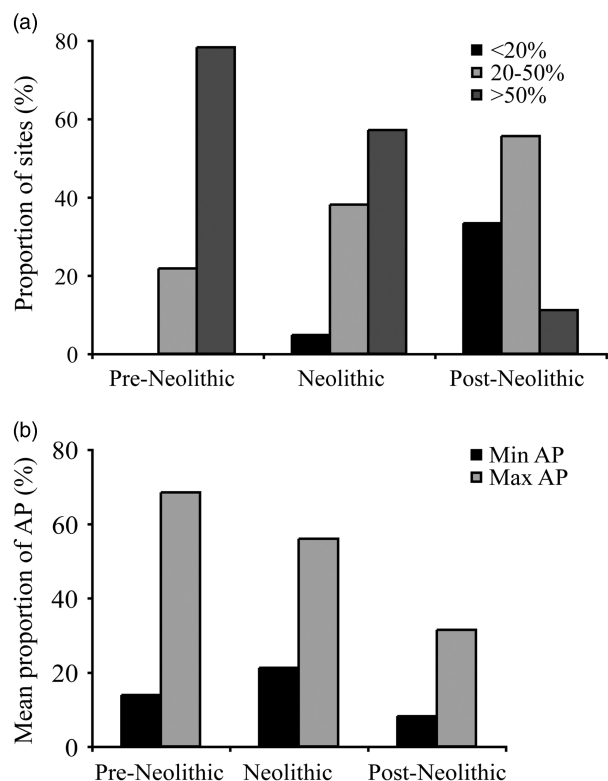 (a)
80
60
40
20
0
Proportion of sites (%)
<20%
20-50%
>50%
Pre-Neolithic Neolithic Post-Neolithic
(b)
80
60
40
20
0
Mean proportion of AP (%)
Min AP
Max AP
Pre-Neolithic Neolithic Post-Neolithic